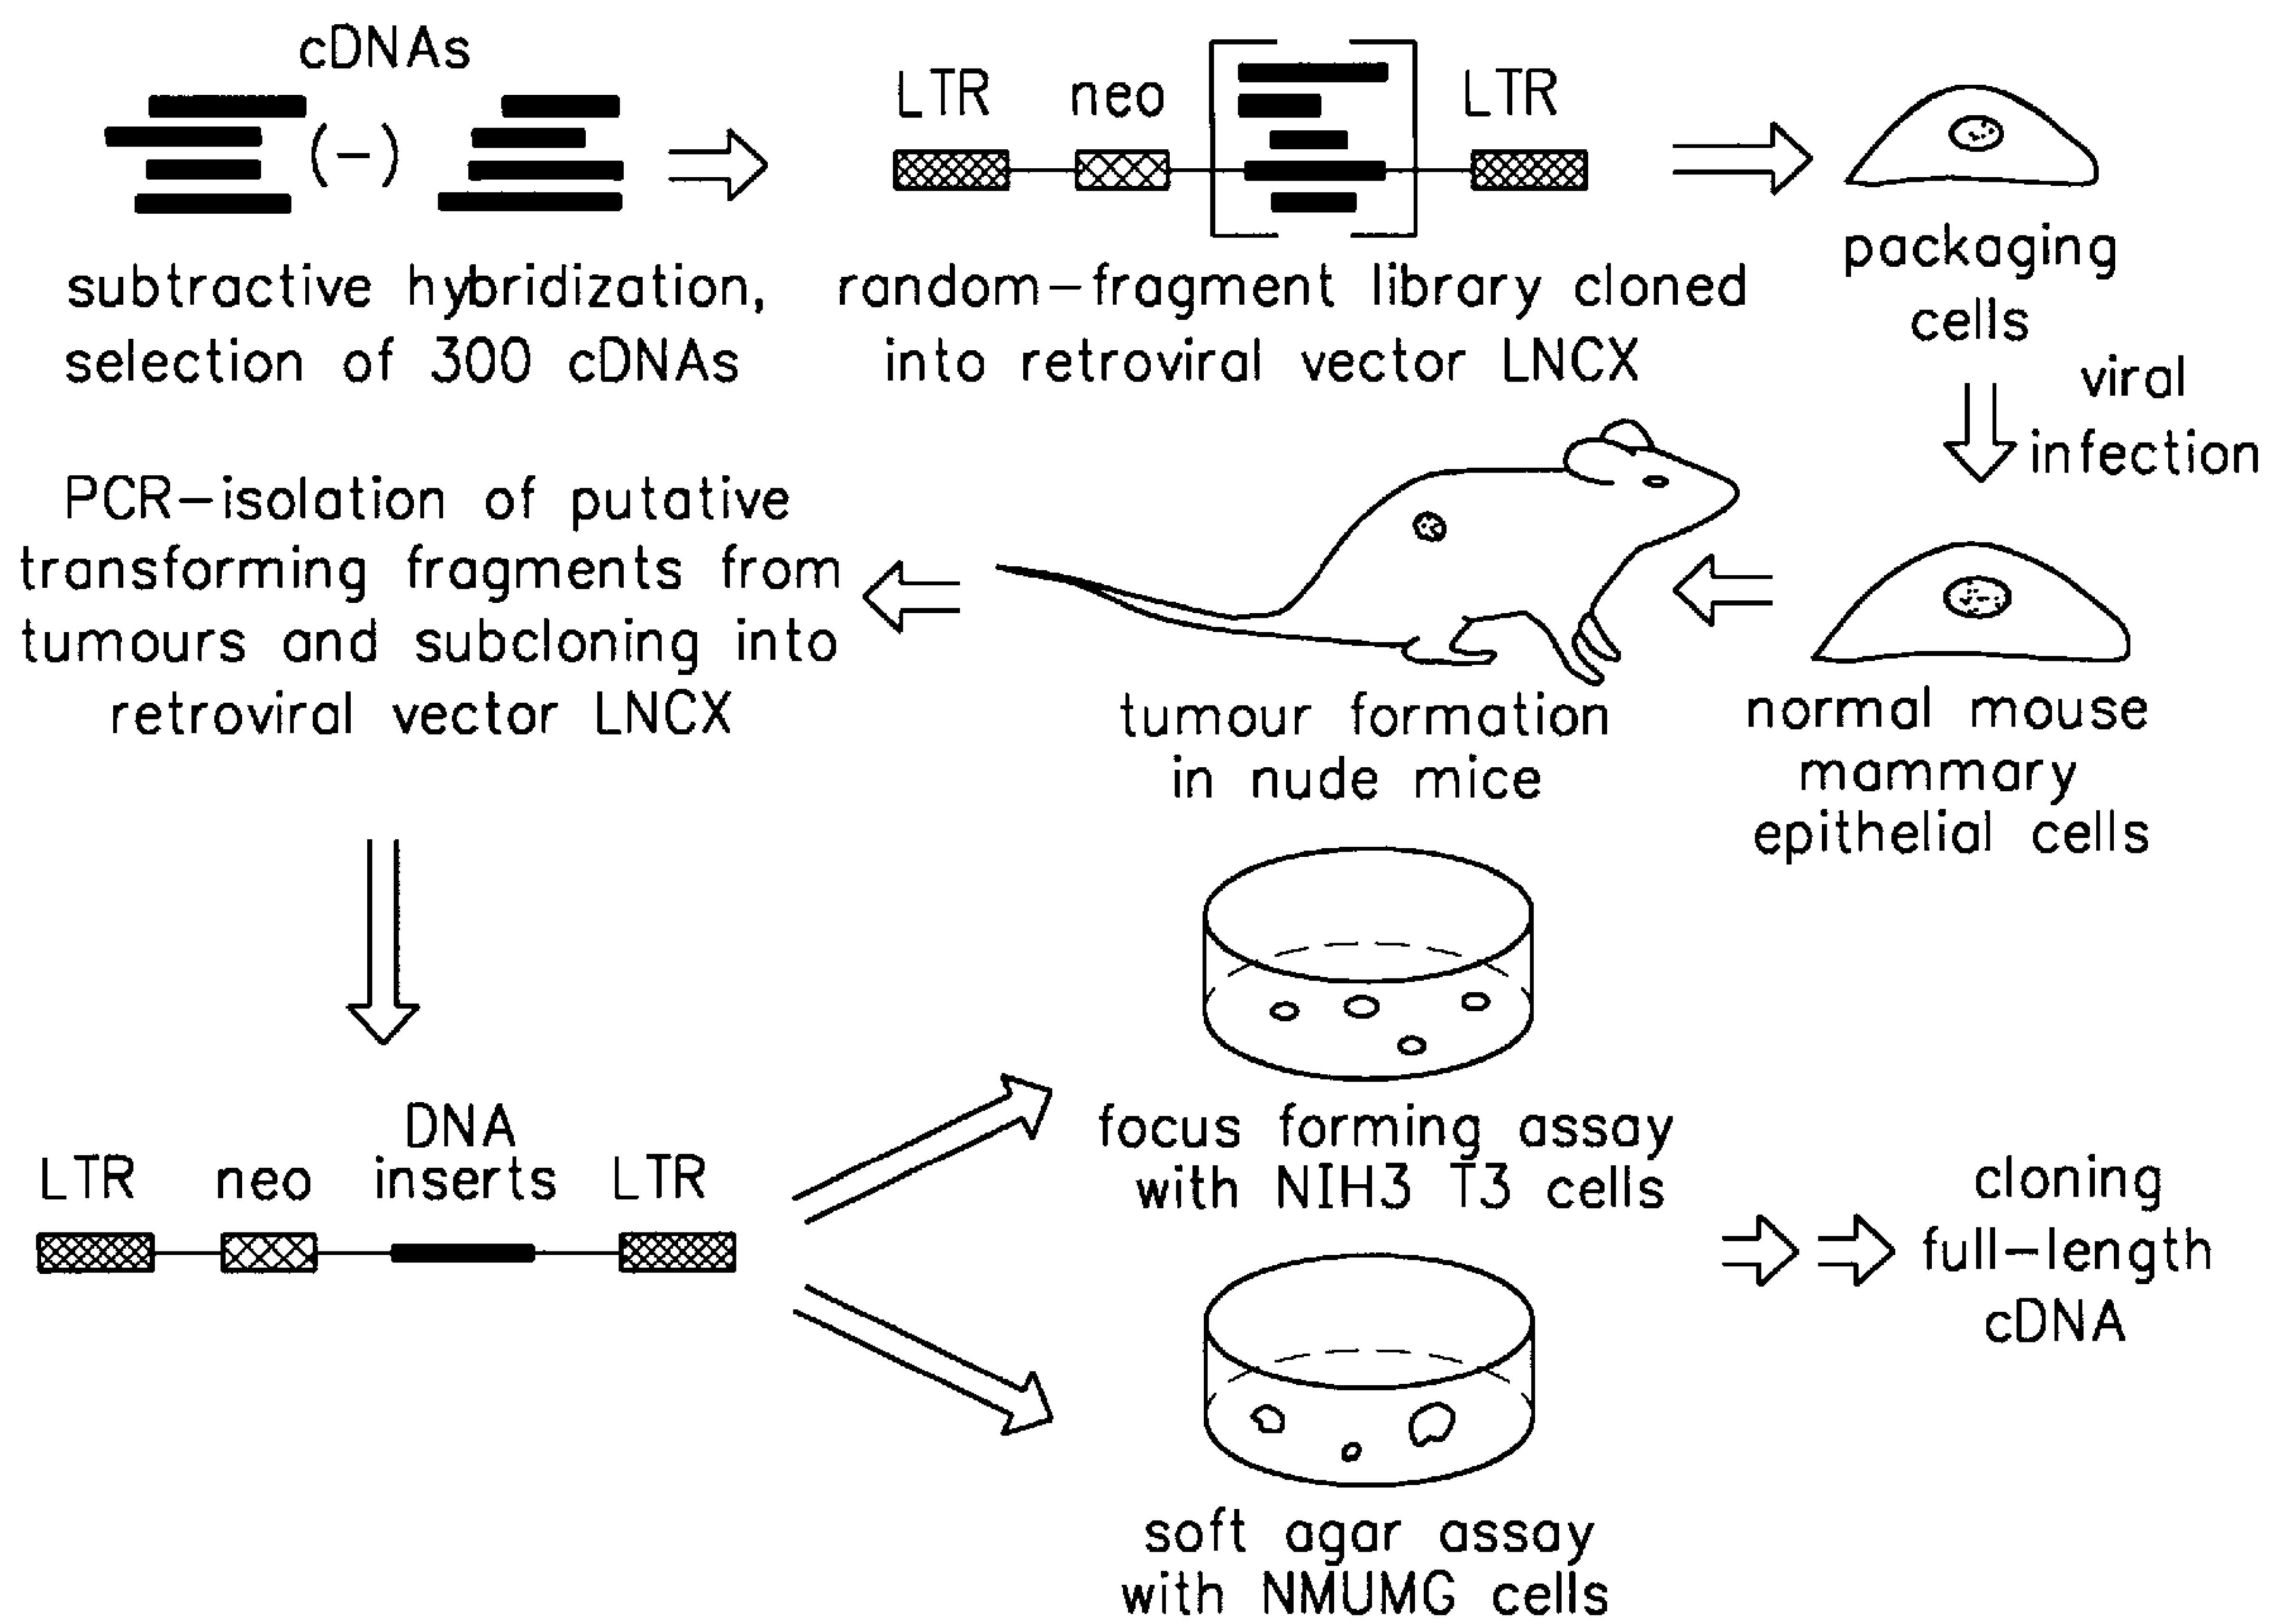 cDNAs
(-)
subtractive hybridization,
selection of 300 cDNAs
LTR neo LTR
random-fragment library cloned
into retroviral vector LNCX
packaging
cells
viral
infection
normal mouse
mammary
epithelial cells
tumour formation
in nude mice
PCR-isolation of putative
transforming fragments from
tumours and subcloning into
retroviral vector LNCX
DNA
LTR neo inserts LTR
focus forming assay
with NIH3 T3 cells
soft agar assay
with NMUMG cells
cloning
full-length
cDNA